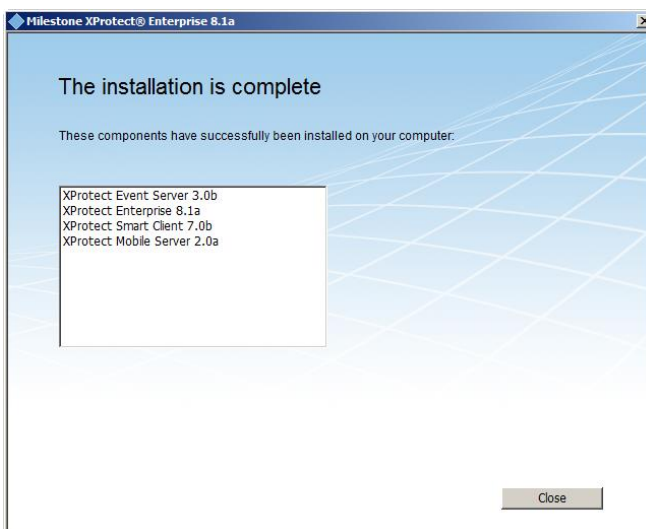 Milestone XProtect® Enterprise 8.1a
The installation is complete
These components have successfully been installed on your computer:
XProtect Event Server 3.0b
XProtect Enterprise 8.1a
XProtect Smart Client 7.0b
XProtect Mobile Server 2.0a
Close